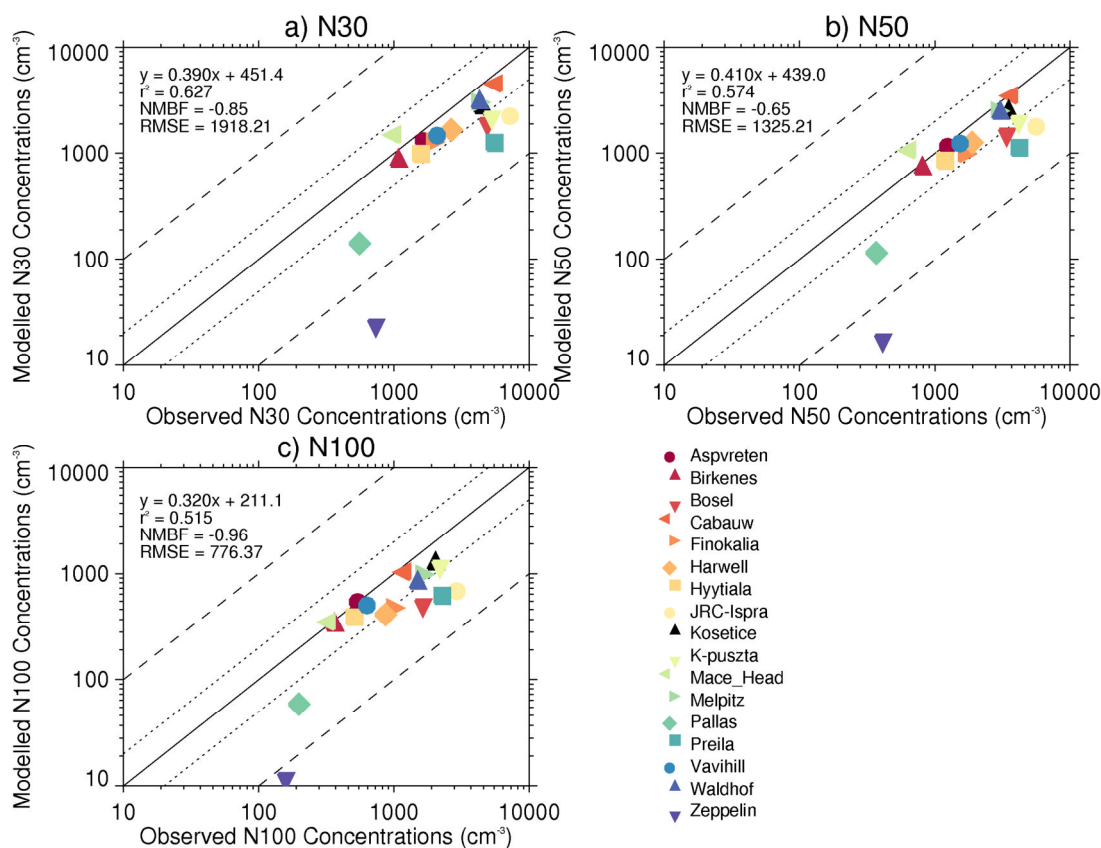 a) N30
Modelled N30 Concentrations (cm⁻³)
10000
1000
100
10
y = 0.390x + 451.4
r² = 0.627
NMBF = -0.85
RMSE = 1918.21
10 100 1000 10000
Observed N30 Concentrations (cm⁻³)
b) N50
Modelled N50 Concentrations (cm⁻³)
10000
1000
100
10
y = 0.410x + 439.0
r² = 0.574
NMBF = -0.65
RMSE = 1325.21
10 100 1000 10000
Observed N50 Concentrations (cm⁻³)
c) N100
Modelled N100 Concentrations (cm⁻³)
10000
1000
100
10
y = 0.320x + 211.1
r² = 0.515
NMBF = -0.96
RMSE = 776.37
10 100 1000 10000
Observed N100 Concentrations (cm⁻³)
Aspvreten
Birkenes
Bosel
Cabauw
Finokalia
Harwell
Hyytiala
JRC-Ispra
Kosetice
K-puszta
Mace_Head
Melpitz
Pallas
Preila
Vavihill
Waldhof
Zeppelin